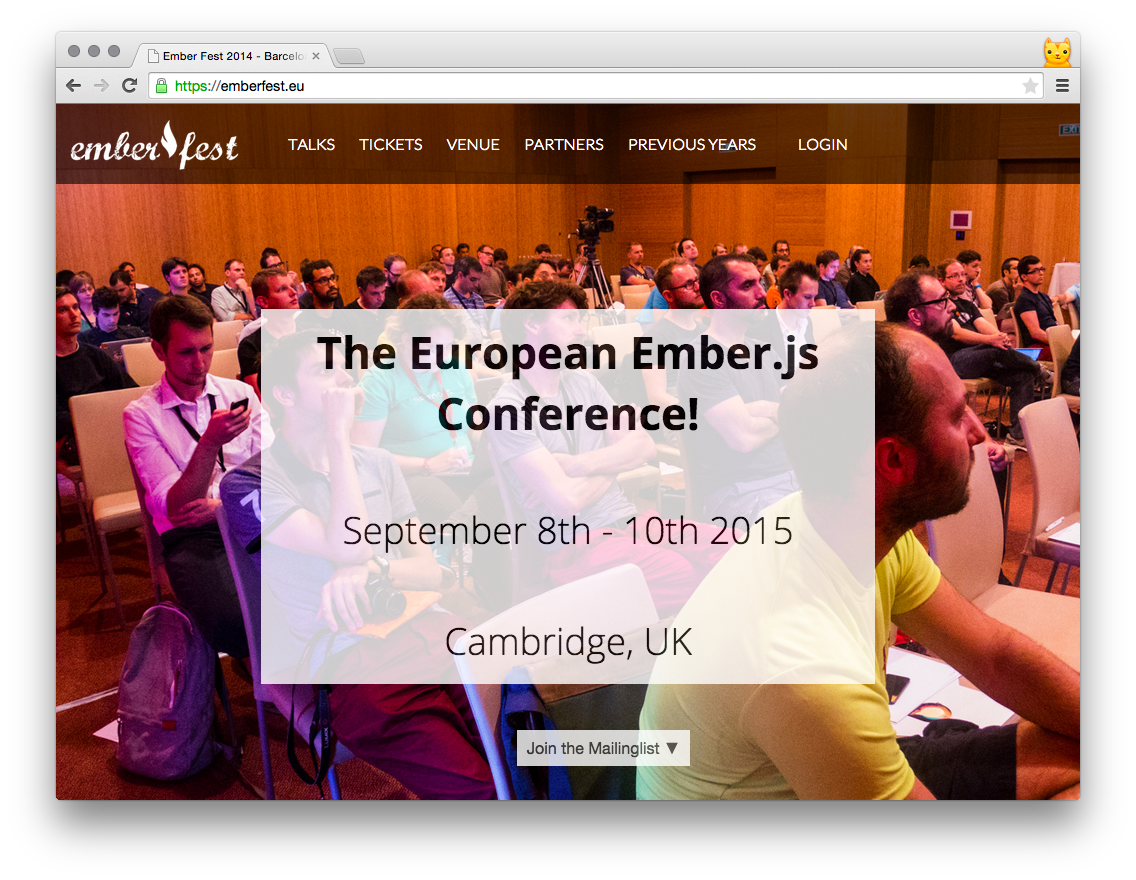 Ember Fest 2014 - Barcelo
https://emberfest.eu
ember fest
TALKS TICKETS VENUE PARTNERS PREVIOUS YEARS LOGIN
EXIT
The European Ember.js
Conference!
September 8th - 10th 2015
Cambridge, UK
Join the Mailinglist ▼